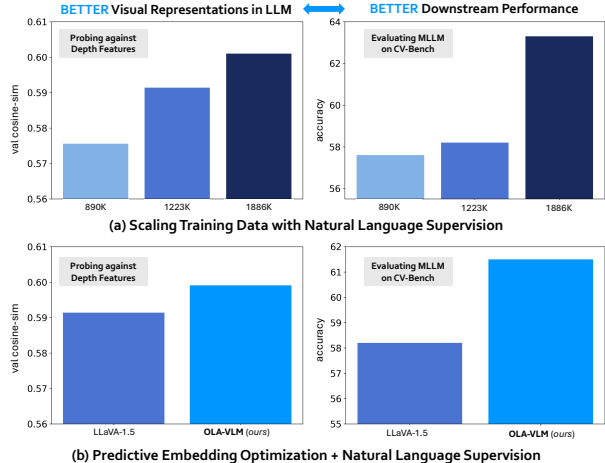 BETTER Visual Representations in LLM
BETTER Downstream Performance
Probing against
Depth Features
val cosine-sim
0.61
0.60
0.59
0.58
0.57
0.56
890K 1223K 1886K
Evaluating MLLM
on CV-Bench
accuracy
64
62
60
58
56
890K 1223K 1886K
(a) Scaling Training Data with Natural Language Supervision
Probing against
Depth Features
val cosine-sim
0.61
0.60
0.59
0.58
0.57
0.56
LLaVA-1.5 OLA-VLM (ours)
Evaluating MLLM
on CV-Bench
accuracy
62
61
60
59
58
57
56
55
LLaVA-1.5 OLA-VLM (ours)
(b) Predictive Embedding Optimization + Natural Language Supervision